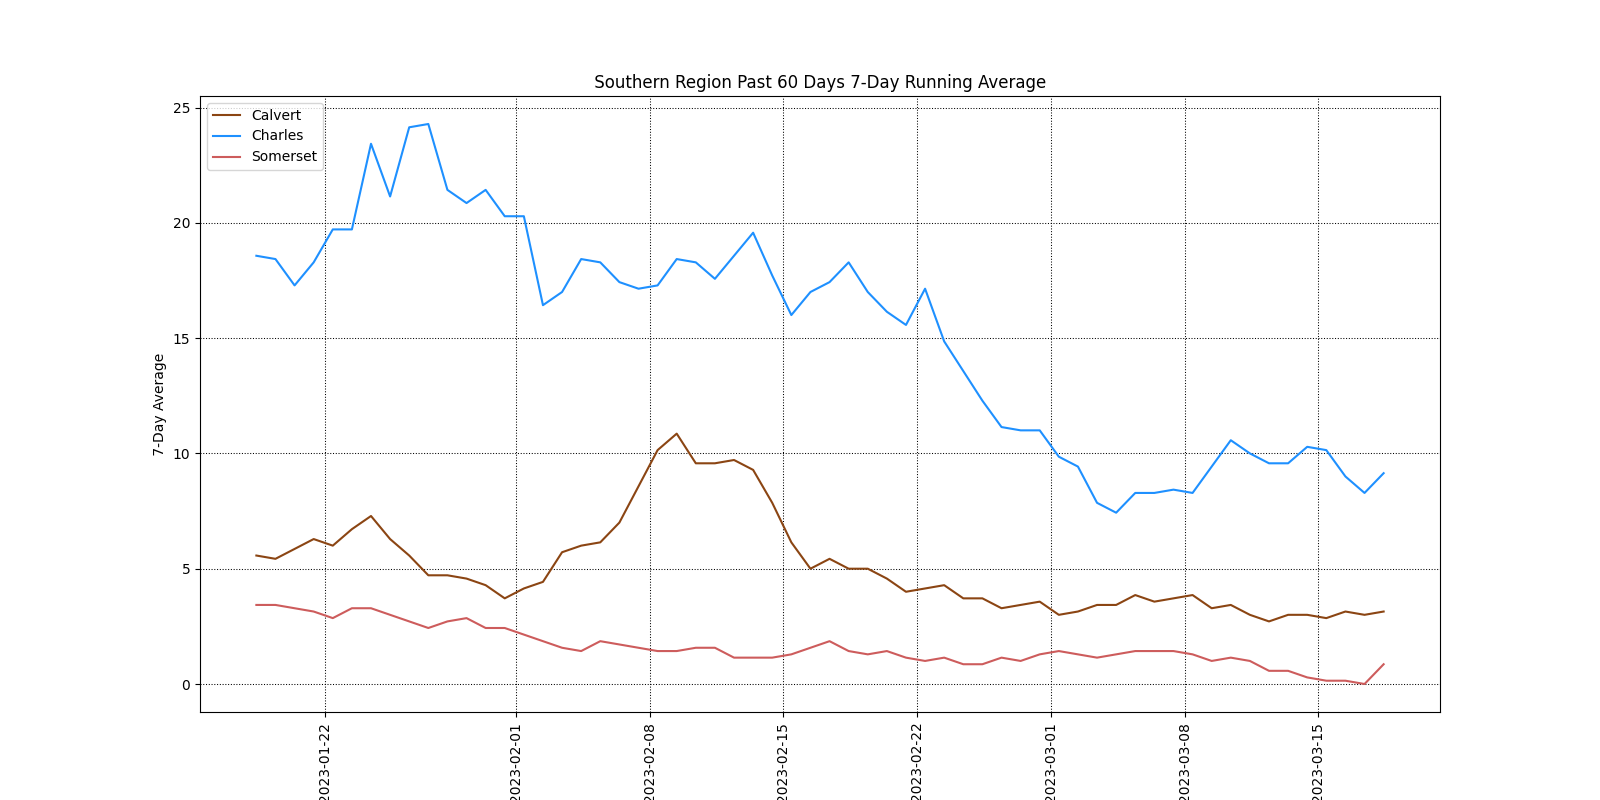 Southern Region Past 60 Days 7-Day Running Average
Calvert
Charles
Somerset
7-Day Average
25
20
15
10
5
0
2023-01-22
2023-02-01
2023-02-08
2023-02-15
2023-02-22
2023-03-01
2023-03-08
2023-03-15